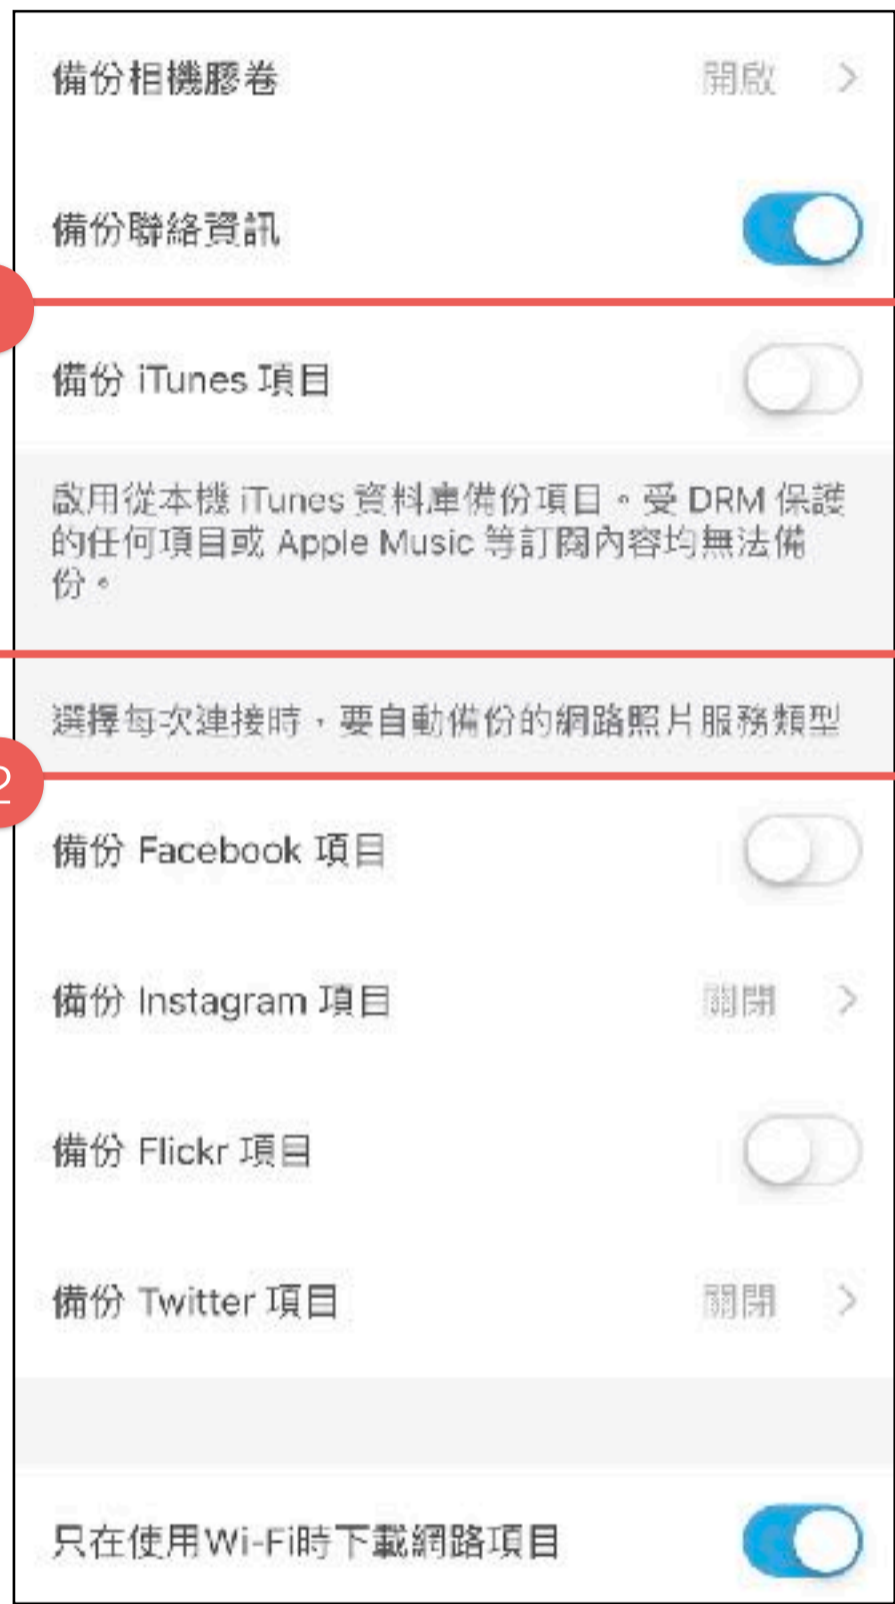 備份相機膠卷 開啟
備份聯絡資訊
備份 iTunes 項目
啟用從本機 iTunes 資料庫備份項目。受 DRM 保護
的任何項目或 Apple Music 等訂閱內容均無法備
份。
選擇每次連接時，要自動備份的網路照片服務類型
2
備份 Facebook 項目
備份 Instagram 項目 關閉
備份 Flickr 項目
備份 Twitter 項目 關閉
只在使用Wi-Fi時下載網路項目